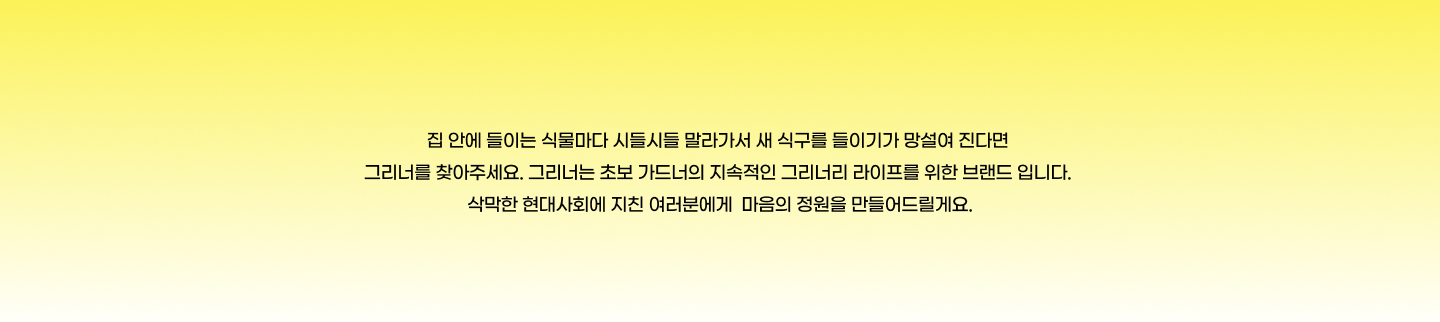 집 안에 들이는 식물마다 시들시들 말라가서 새 식구를 들이기가 망설여 진다면
그리너를 찾아주세요. 그리너는 초보 가드너의 지속적인 그리너리 라이프를 위한 브랜드 입니다.
삭막한 현대사회에 지친 여러분에게  마음의 정원을 만들어드릴게요.